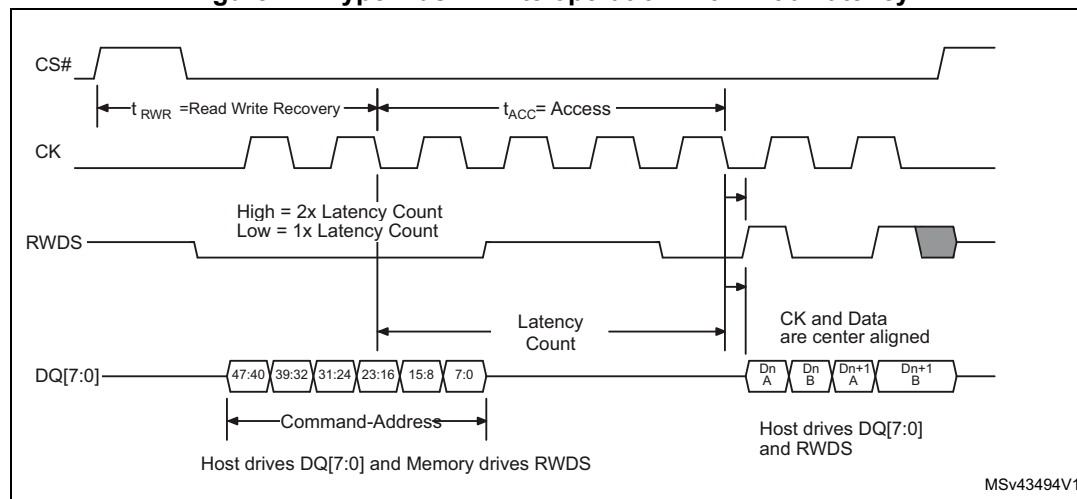 CS#
t RWR =Read Write Recovery
tACC= Access
CK
High = 2x Latency Count
Low = 1x Latency Count
RWDS
Latency
Count
CK and Data
are center aligned
DQ[7:0]
47:40 39:32 31:24 23:16 15:8 7:0
Dn A Dn B Dn+1 A Dn+1 B
Command-Address
Host drives DQ[7:0]
and RWDS
Host drives DQ[7:0] and Memory drives RWDS
MSv43494V1